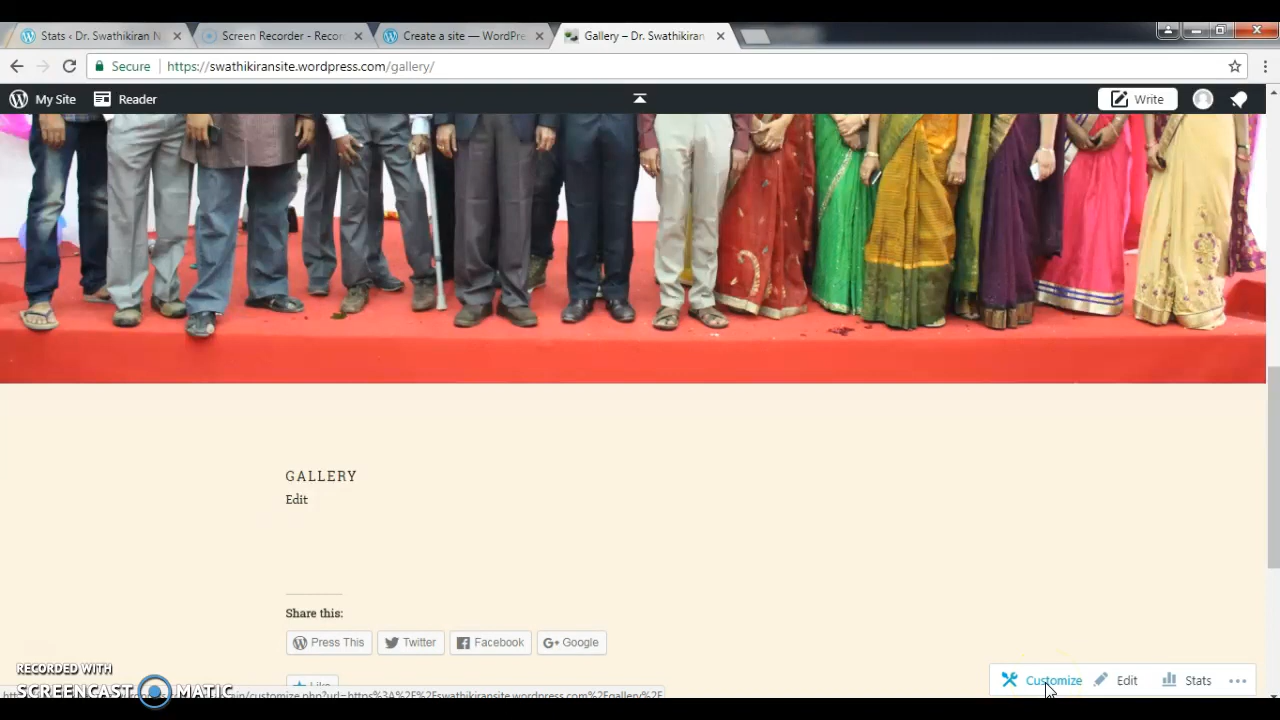 Stats ‹ Dr. Swathikiran N
Screen Recorder - Recor
Create a site — WordPre
Gallery – Dr. Swathikiran
Secure
https://swathikiransite.wordpress.com/gallery/
My Site
Reader
Write
GALLERY
Edit
Share this:
Press This
Twitter
Facebook
G+ Google
Like
Customize
Edit
Stats
RECORDED WITH
SCREENCAST MATIC